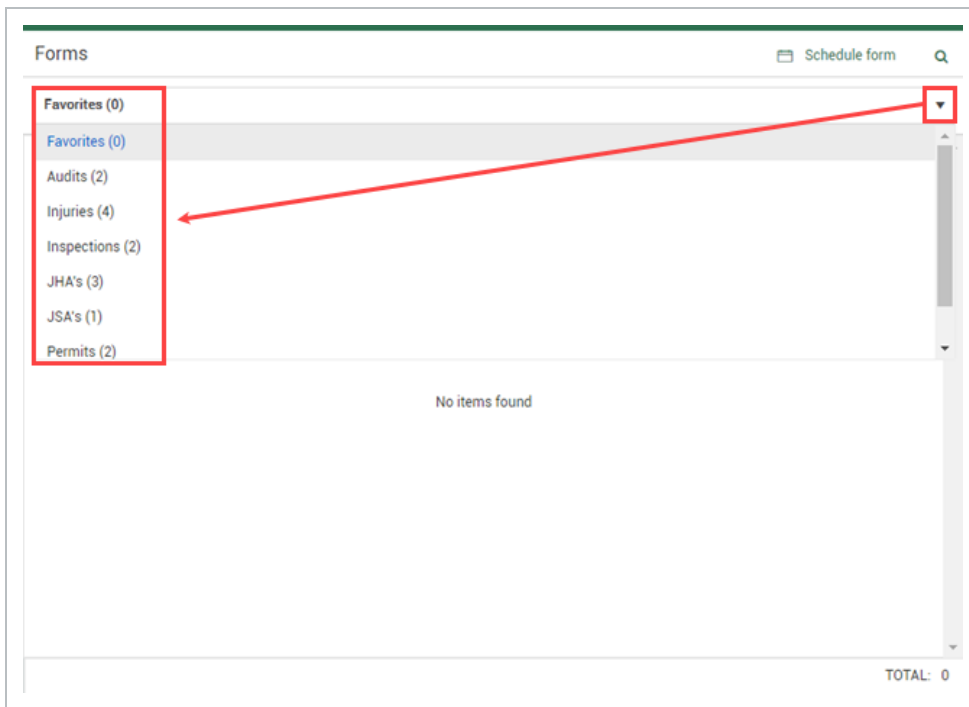 Forms
Schedule form
Favorites (0)
Favorites (0)
Audits (2)
Injuries (4)
Inspections (2)
JHA's (3)
JSA's (1)
Permits (2)
No items found
TOTAL: 0